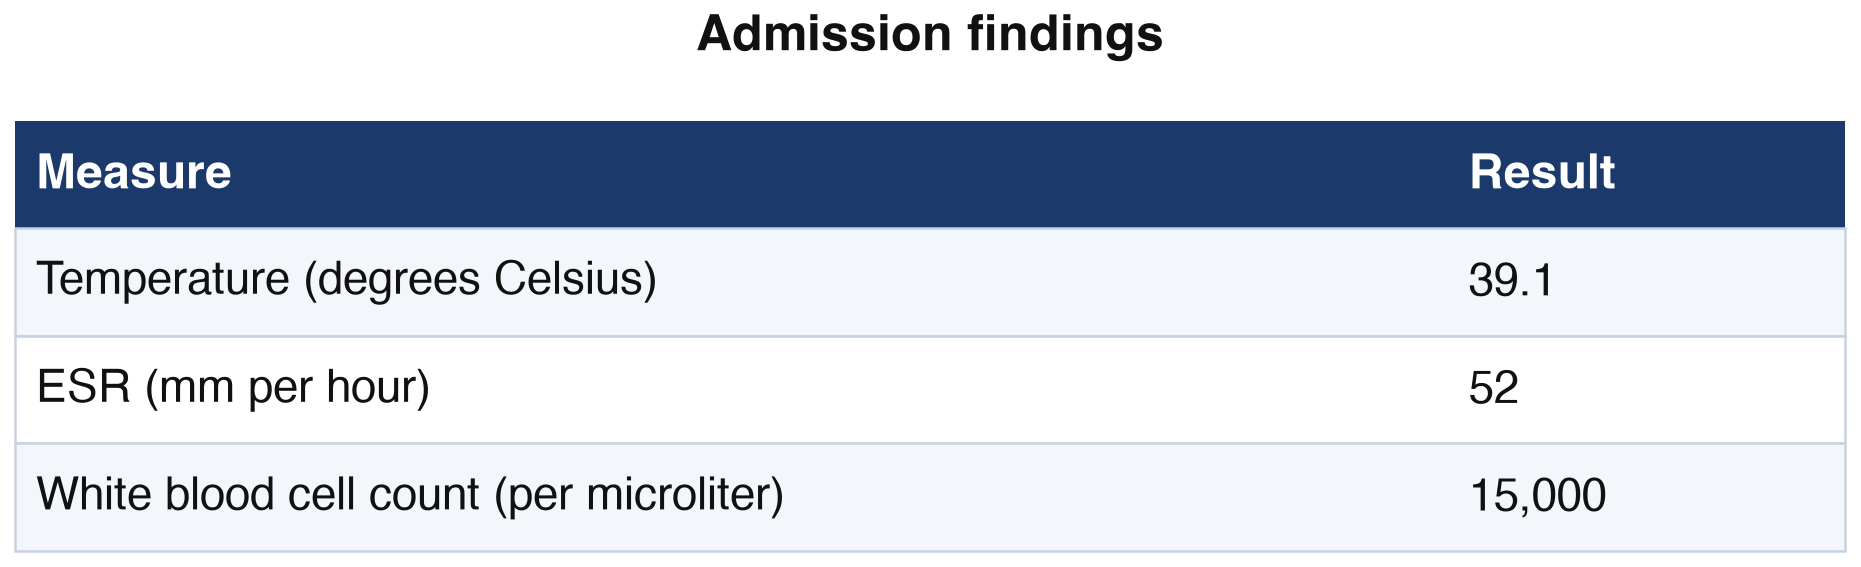 Admission findings
Measure Result
Temperature (degrees Celsius) 39.1
ESR (mm per hour) 52
White blood cell count (per microliter) 15,000